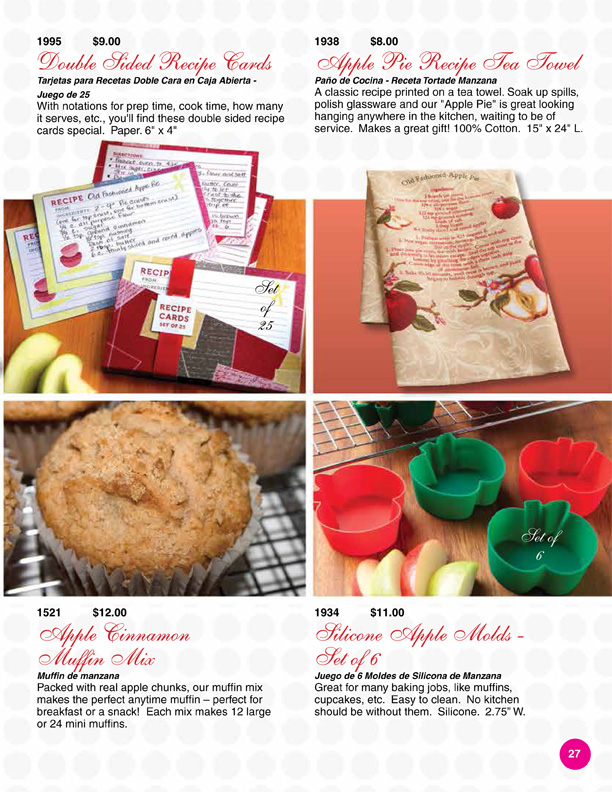 1995 $9.00
Double Sided Recipe Cards
Tarjetas para Recetas Doble Cara en Caja Abierta -
Juego de 25
With notations for prep time, cook time, how many
it serves, etc., you'll find these double sided recipe
cards special. Paper. 6" x 4"
1938 $8.00
Apple Pie Recipe Tea Towel
Paño de Cocina - Receta Tortade Manzana
A classic recipe printed on a tea towel. Soak up spills,
polish glassware and our "Apple Pie" is great looking
hanging anywhere in the kitchen, waiting to be of
service. Makes a great gift! 100% Cotton. 15" x 24" L.
DIRECTIONS:
RECIPE Old Fashioned Apple Pie
FROM
INGREDIENTS
RECIPE
FROM
RECIPE
CARDS
SET OF 25
Set
of
25
Old Fashioned Apple Pie
Ingredients:
Set of
6
1521 $12.00
Apple Cinnamon
Muffin Mix
Muffin de manzana
Packed with real apple chunks, our muffin mix
makes the perfect anytime muffin – perfect for
breakfast or a snack! Each mix makes 12 large
or 24 mini muffins.
1934 $11.00
Silicone Apple Molds -
Set of 6
Juego de 6 Moldes de Silicona de Manzana
Great for many baking jobs, like muffins,
cupcakes, etc. Easy to clean. No kitchen
should be without them. Silicone. 2.75" W.
27